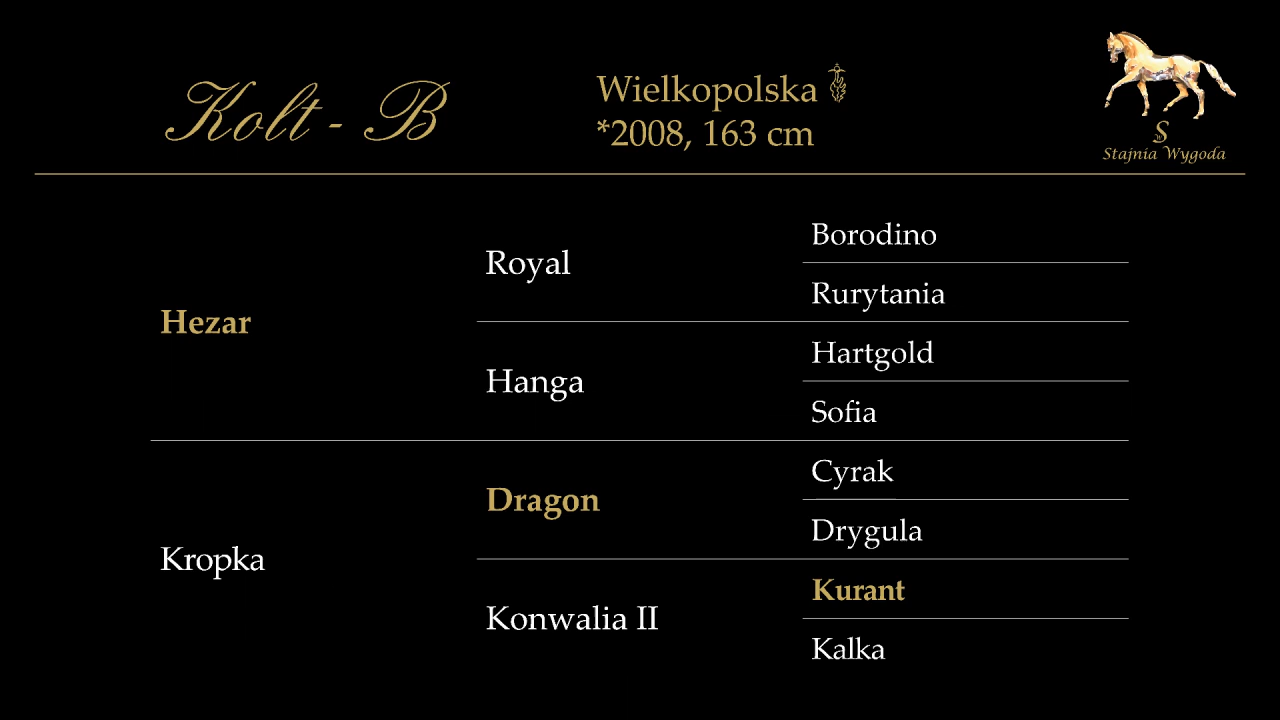 Kolt - B
Wielkopolska
*2008, 163 cm
S
Stajnia Wygoda
Borodino
Royal
Rurytania
Hezar
Hartgold
Hanga
Sofia
Cyrak
Dragon
Drygula
Kropka
Kurant
Konwalia II
Kalka